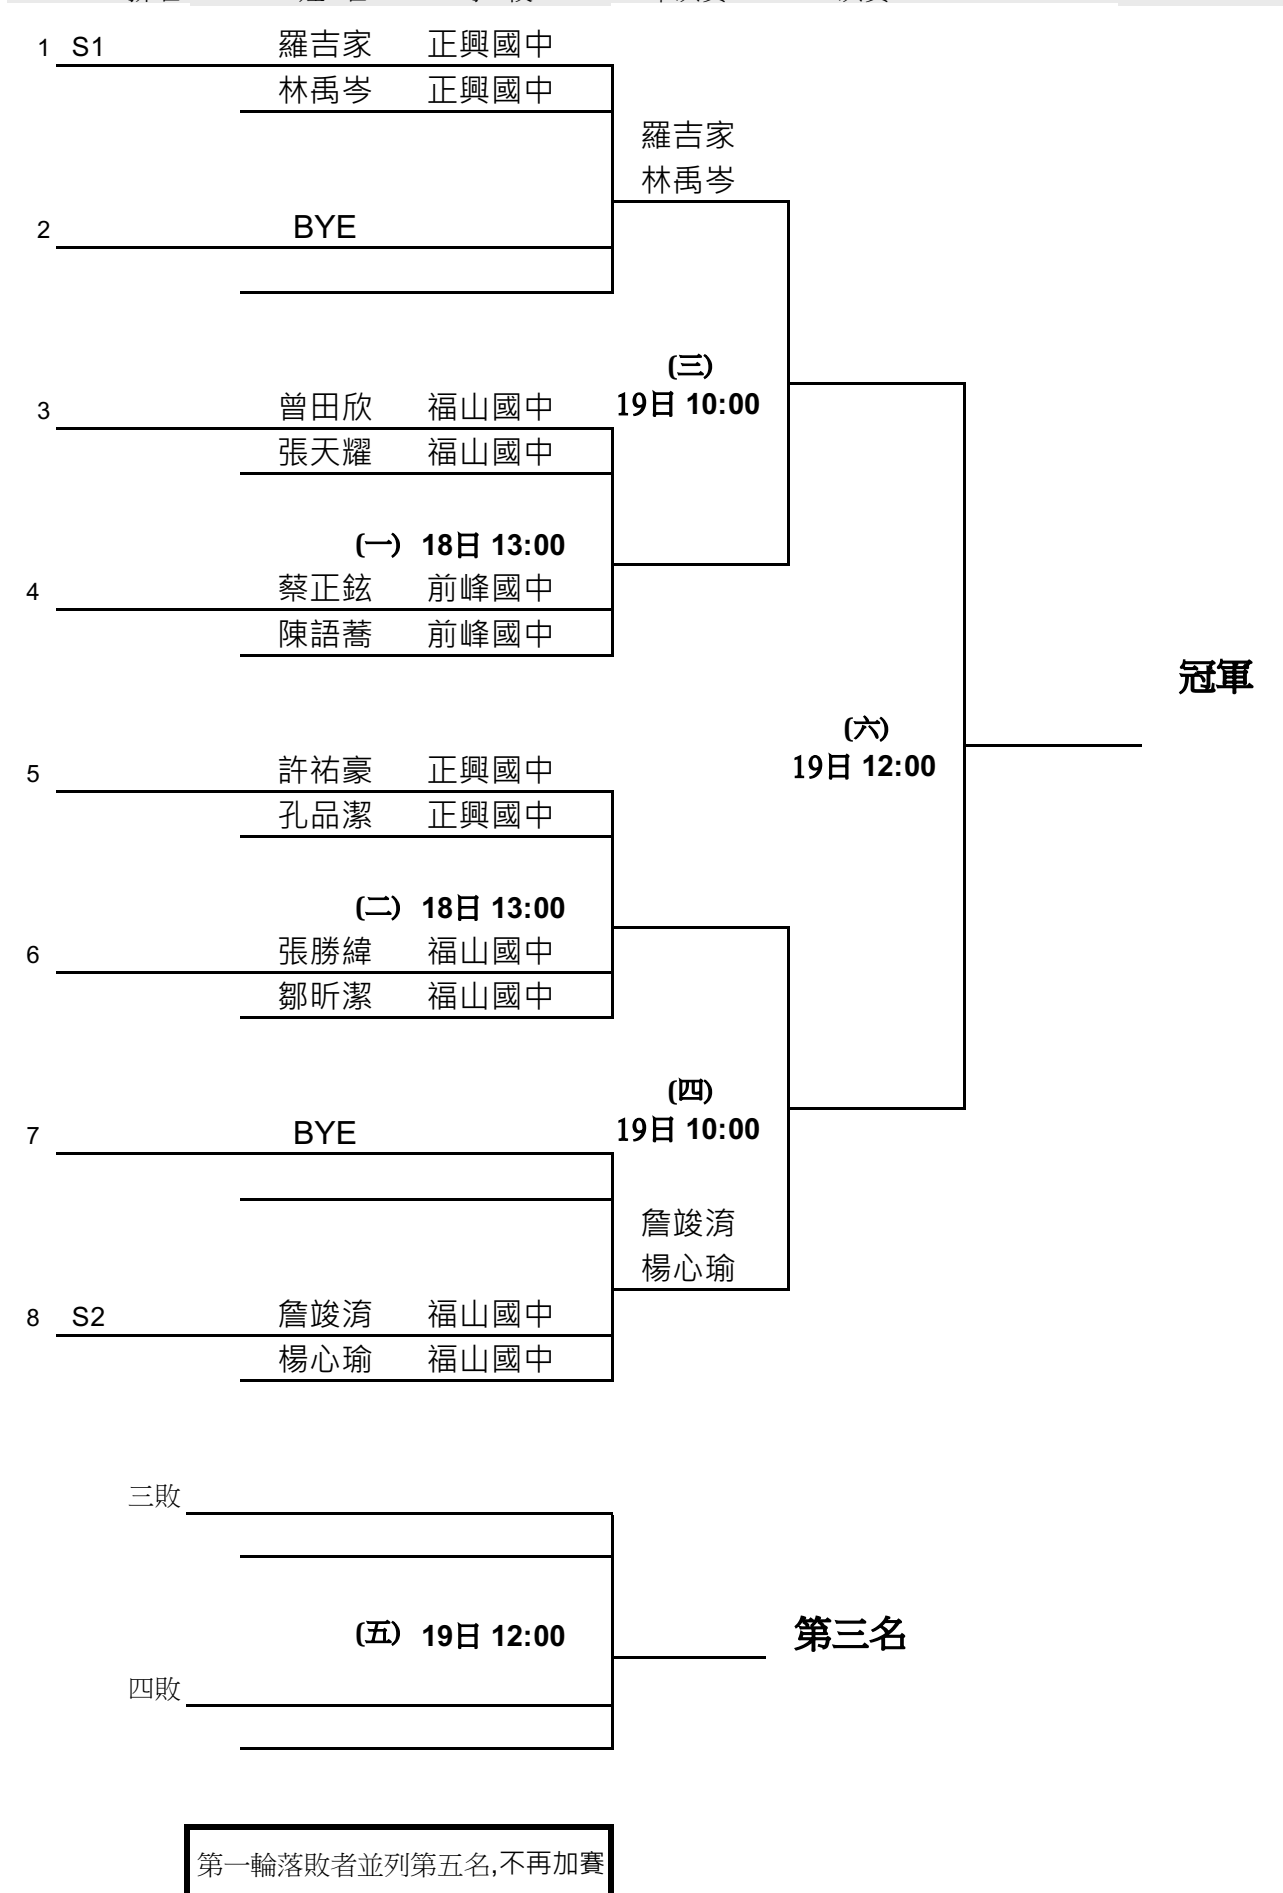 1 S1 羅吉家 正興國中
林禹岑 正興國中
羅吉家
林禹岑
2 BYE
(三)
19日 10:00
3 曾田欣 福山國中
張天耀 福山國中
(一) 18日 13:00
4 蔡正鉉 前峰國中
陳語蕎 前峰國中
冠軍
(六)
19日 12:00
5 許祐豪 正興國中
孔品潔 正興國中
(二) 18日 13:00
6 張勝緯 福山國中
鄒昕潔 福山國中
(四)
19日 10:00
7 BYE
詹竣淯
楊心瑜
8 S2 詹竣淯 福山國中
楊心瑜 福山國中
三敗
(五) 19日 12:00
第三名
四敗
第一輪落敗者並列第五名,不再加賽